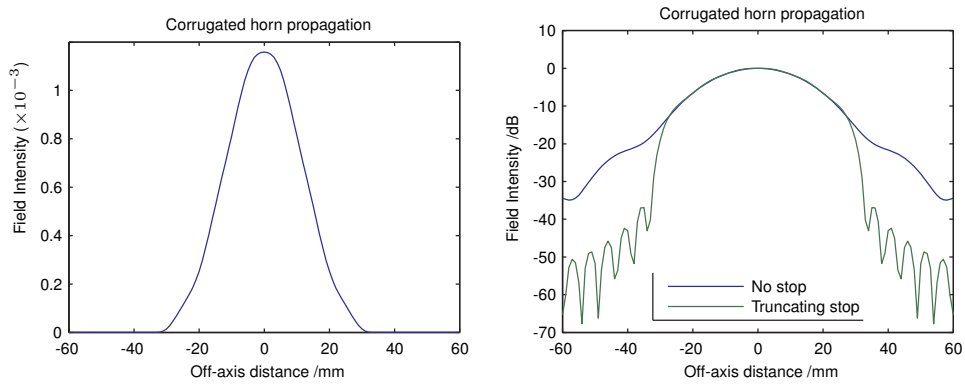 Corrugated horn propagation
Field Intensity (×10⁻³)
1
0.8
0.6
0.4
0.2
0
-60 -40 -20 0 20 40 60
Off-axis distance /mm
Corrugated horn propagation
Field Intensity /dB
10
0
-10
-20
-30
-40
-50
-60
-70
No stop
Truncating stop
-60 -40 -20 0 20 40 60
Off-axis distance /mm